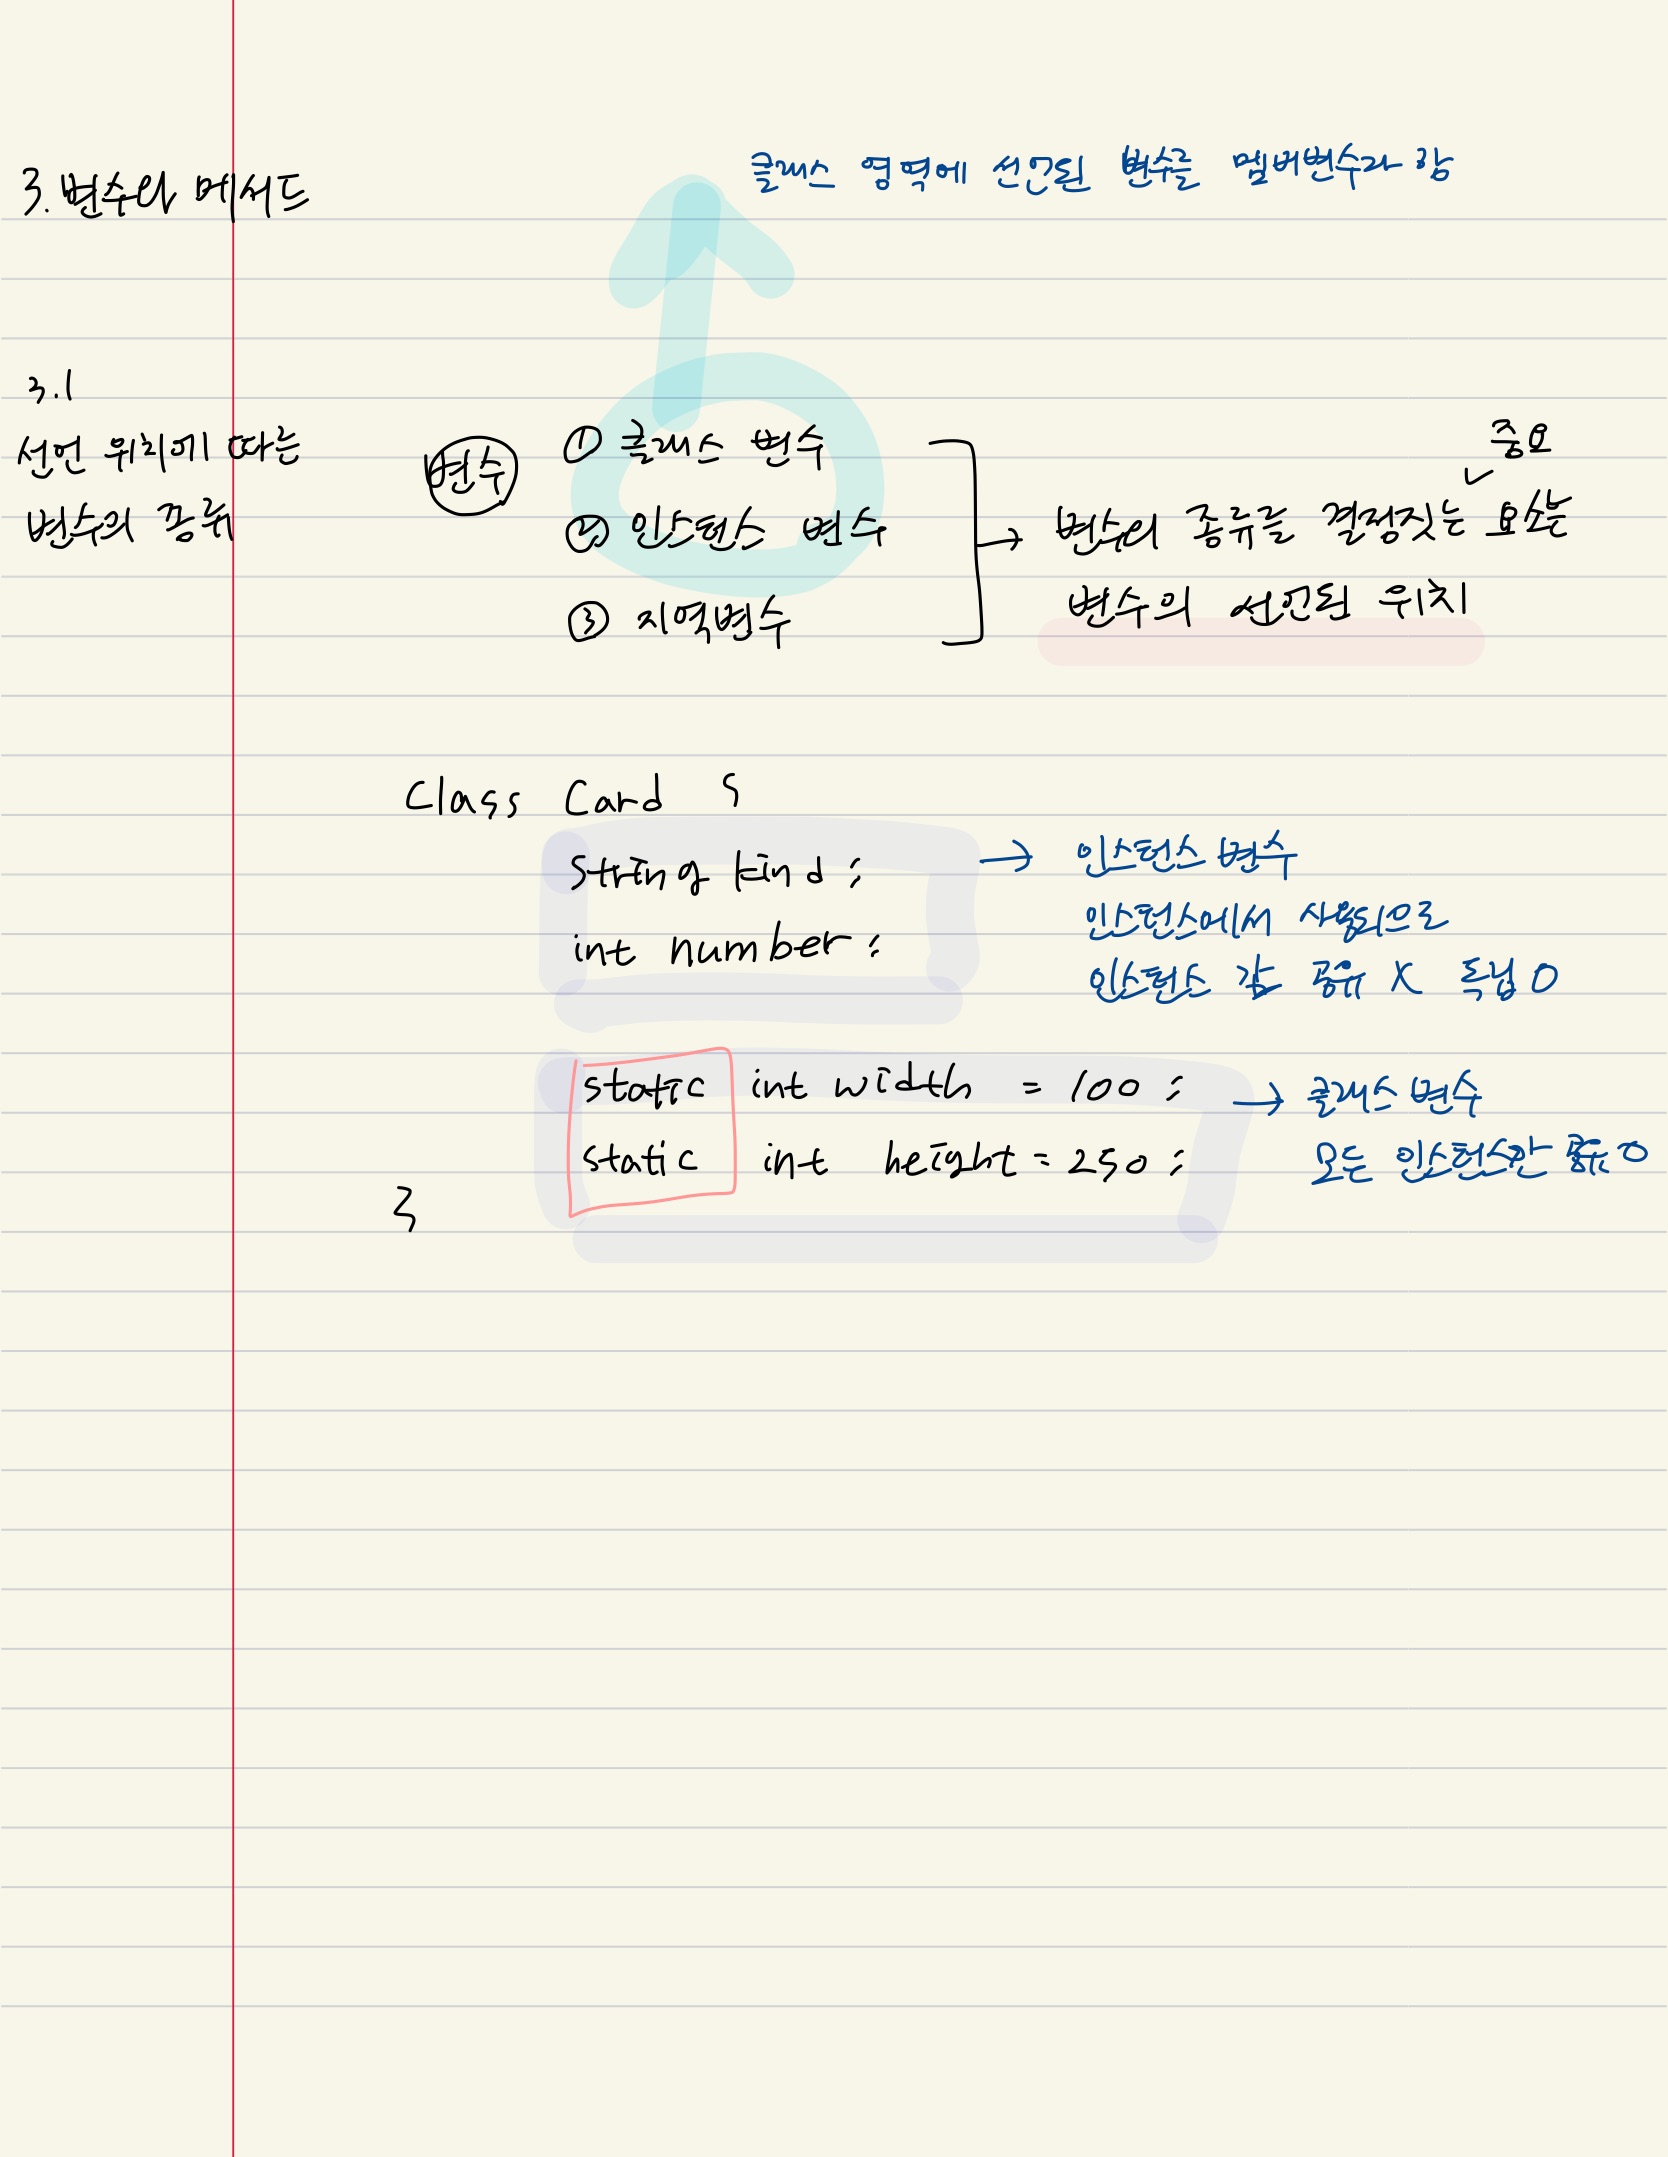 3. 변수와 메서드
클래스 영역에 선언된 변수를 멤버변수라 함
3.1
선언 위치에 따른
변수의 종류
변수
① 클래스 변수
② 인스턴스 변수
③ 지역변수
중요
→ 변수의 종류를 결정짓는 요소는
변수의 선언된 위치
Class Card {
String kind;
int number;
→ 인스턴스 변수
인스턴스에서 사용되으로
인스턴스 값 공유 X 독립 O
static int width = 100;
static int height = 250;
}
→ 클래스 변수
모든 인스턴스안 공유 O